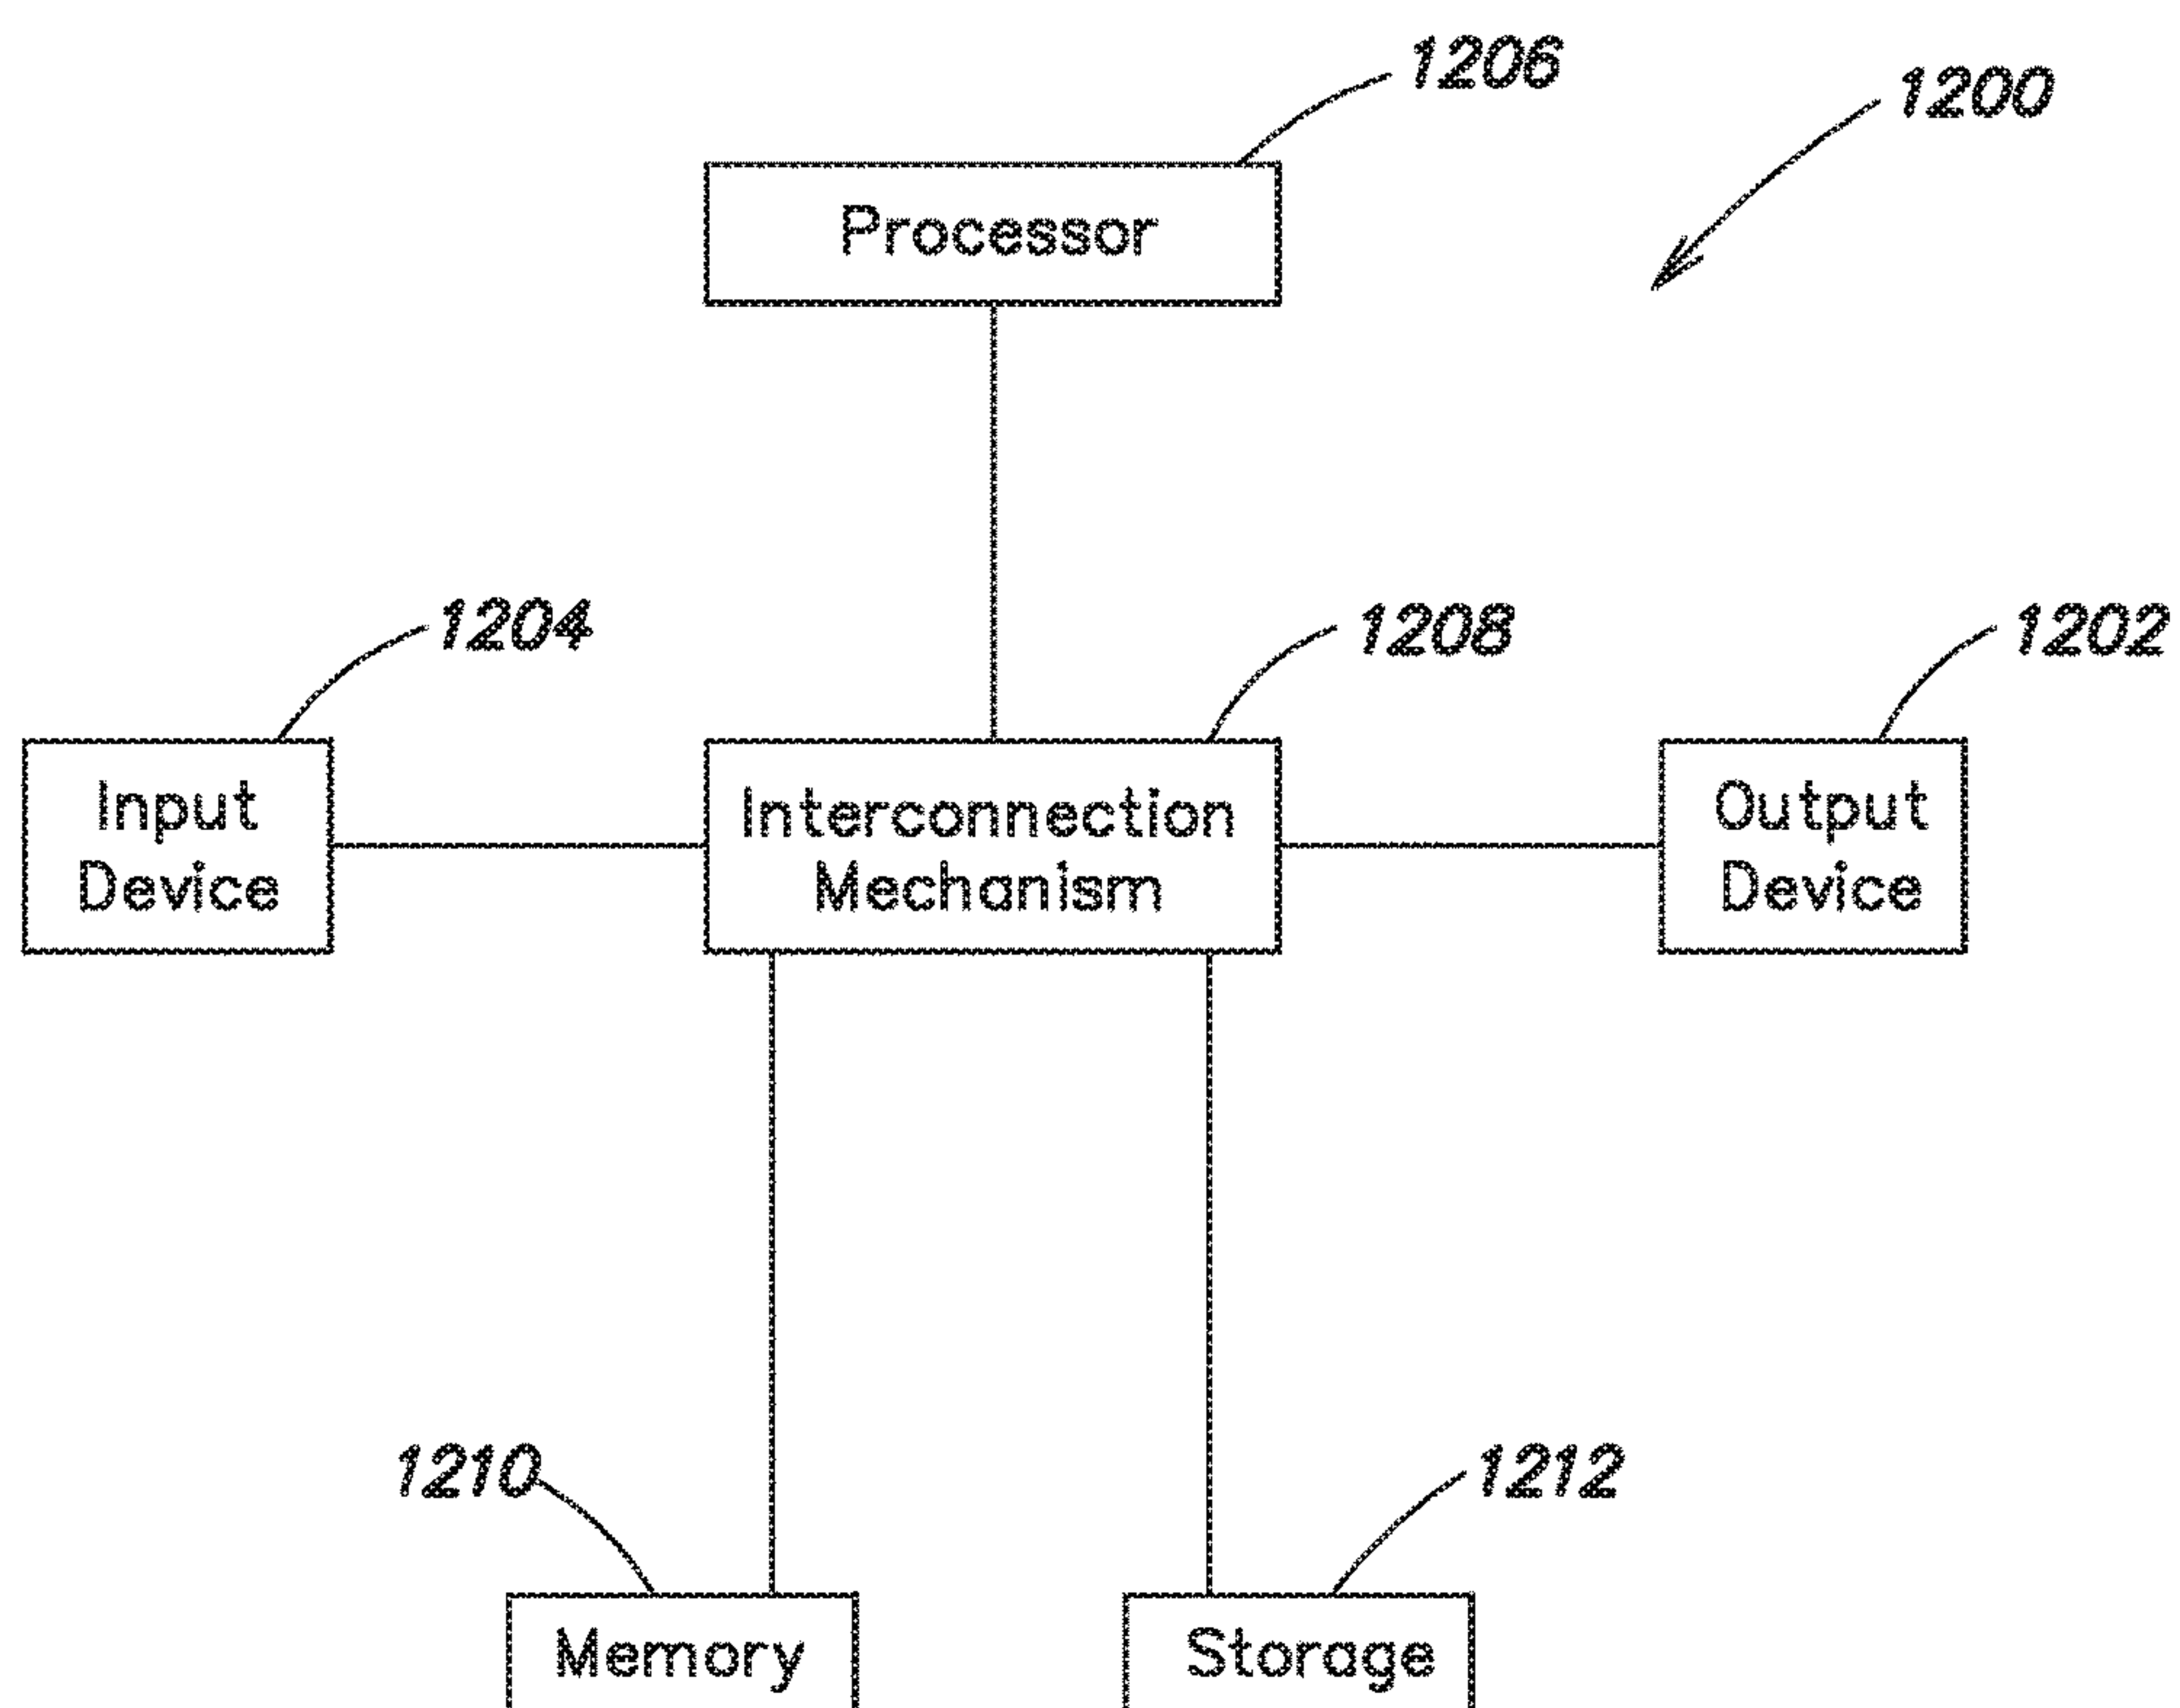 1206
1200
Processor
1204
1208
1202
Input
Device
Interconnection
Mechanism
Output
Device
1210
1212
Memory
Storage